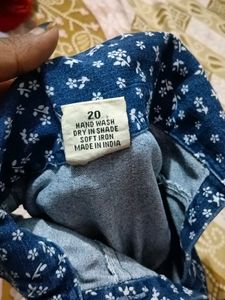 20
HAND WASH
DRY IN SHADE
SOFT IRON
MADE IN INDIA